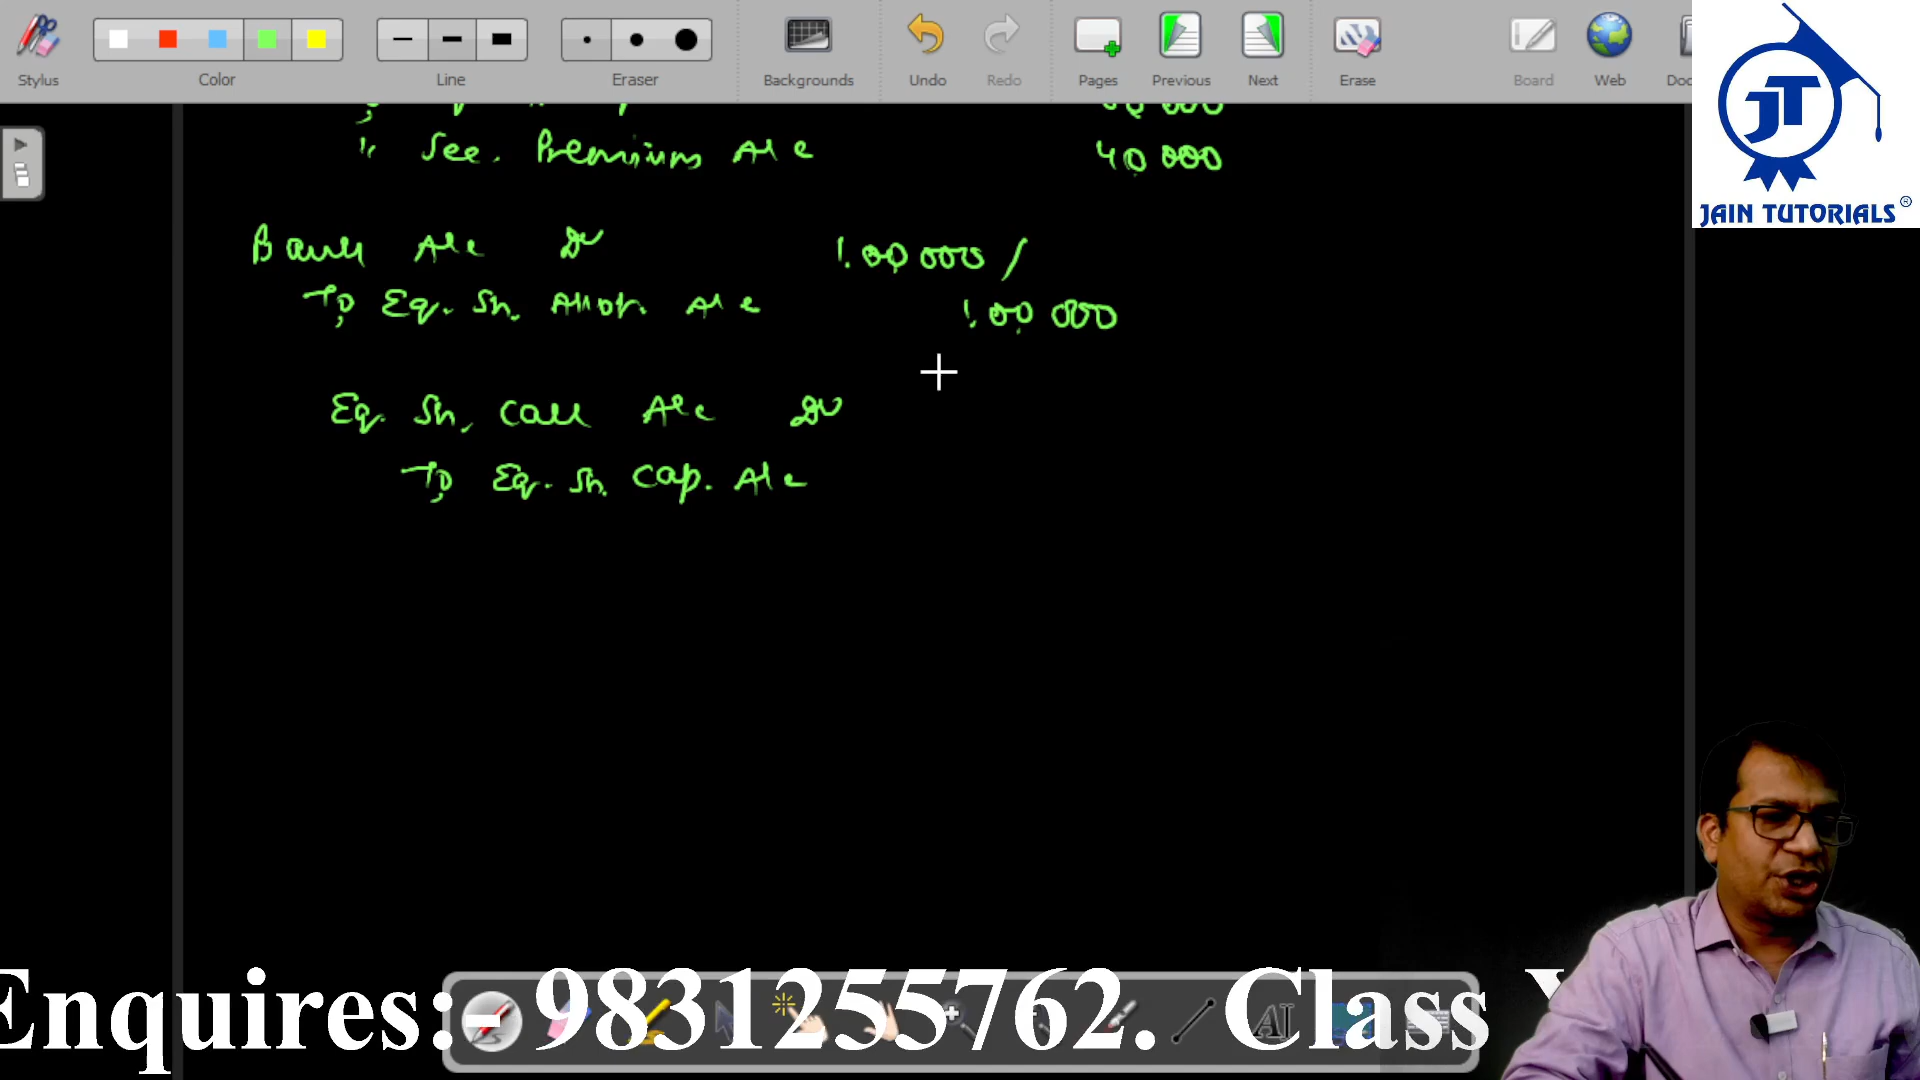 Stylus
Color
Line
Eraser
Backgrounds
Undo
Redo
Pages
Previous
Next
Erase
Board
Web
Doc
JT
JAIN TUTORIALS®
" Sec. Premium A/c 40,000
Bank A/c Dr 1,00,000 /
To Eq. Sh. Allot. A/c 1,00,000
Eq. Sh. Call A/c Dr
To Eq. Sh. Cap. A/c
Enquires:- 9831255762. Class